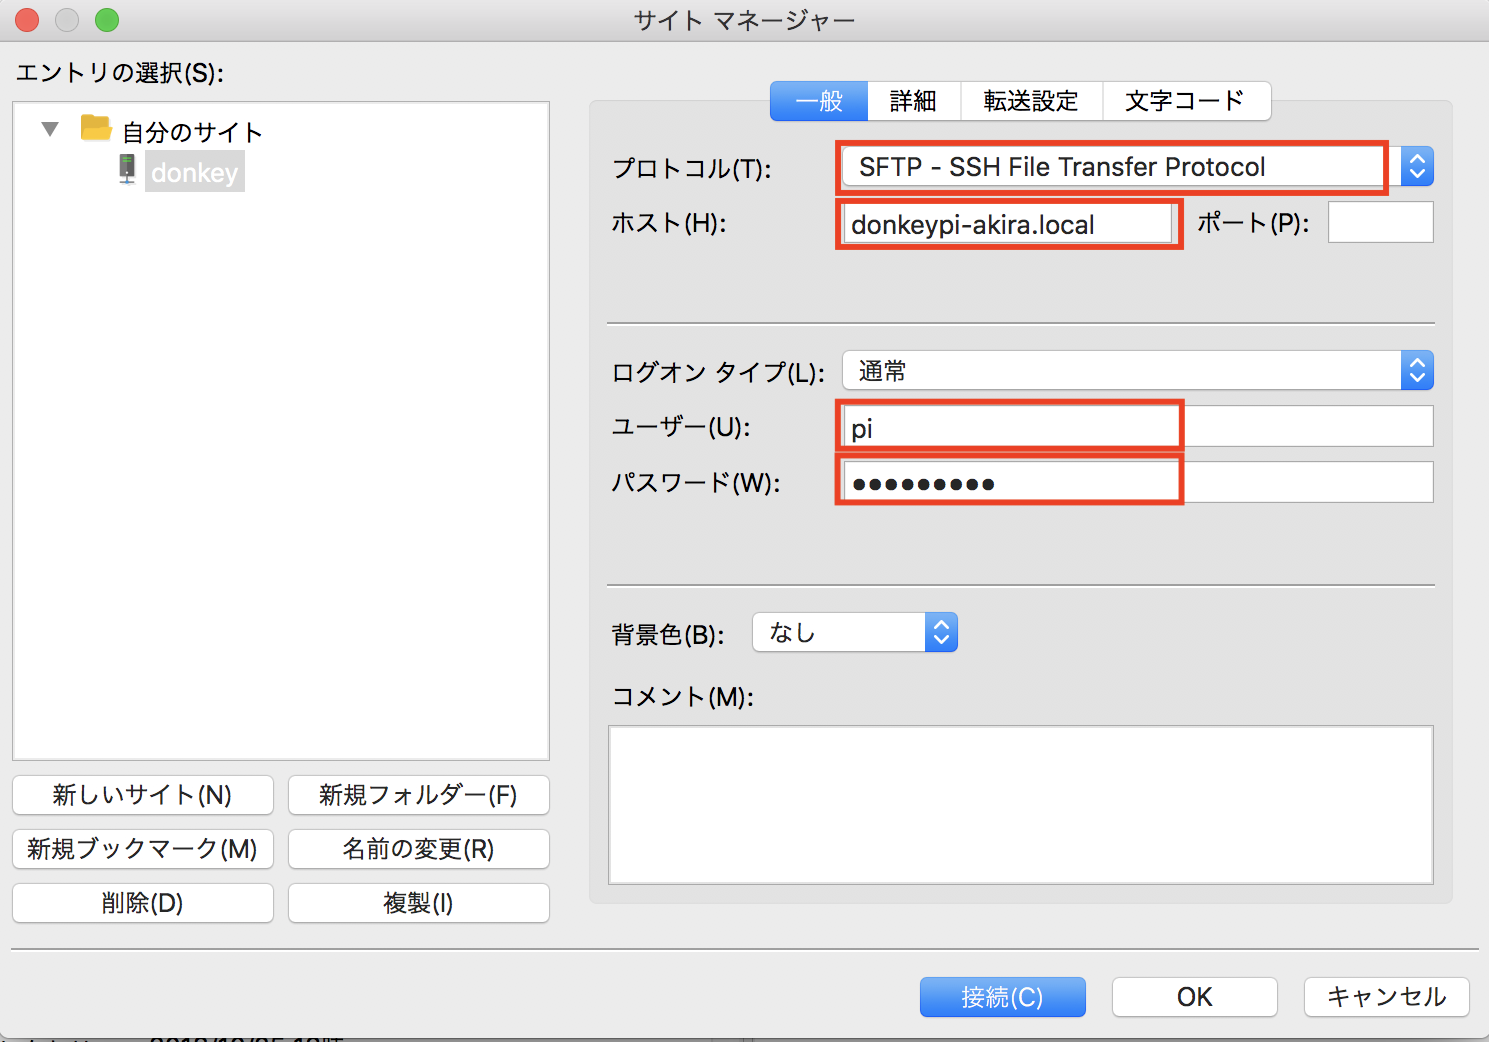 サイト マネージャー
エントリの選択(S):
自分のサイト
donkey
新しいサイト(N)
新規フォルダー(F)
新規ブックマーク(M)
名前の変更(R)
削除(D)
複製(I)
一般
詳細
転送設定
文字コード
プロトコル(T):
SFTP - SSH File Transfer Protocol
ホスト(H):
donkeypi-akira.local
ポート(P):
ログオン タイプ(L):
通常
ユーザー(U):
pi
パスワード(W):
●●●●●●●●●
背景色(B):
なし
コメント(M):
接続(C)
OK
キャンセル